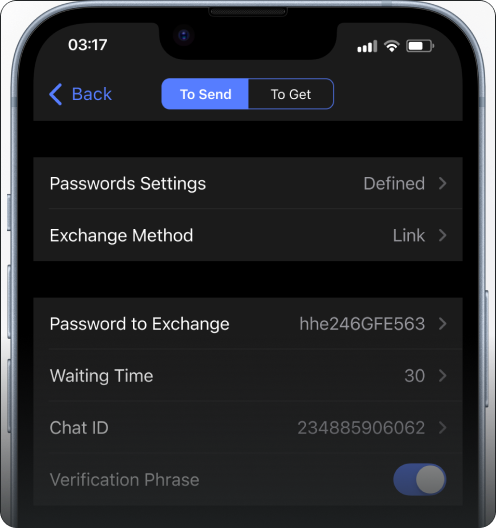 03:17
Back To Send To Get
Passwords Settings Defined
Exchange Method Link
Password to Exchange hhe246GFE563
Waiting Time 30
Chat ID 234885906062
Verification Phrase